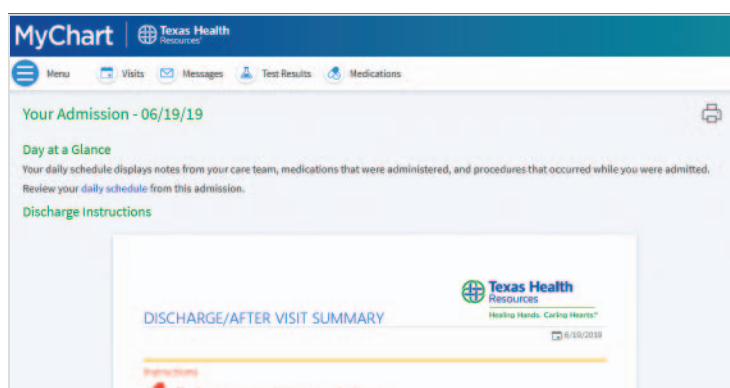 MyChart Texas Health
Resources®
Menu Visits Messages Test Results Medications
Your Admission - 06/19/19
Day at a Glance
Your daily schedule displays notes from your care team, medications that were administered, and procedures that occurred while you were admitted.
Review your daily schedule from this admission.
Discharge Instructions
Texas Health
Resources
Healing Hands. Caring Hearts.℠
DISCHARGE/AFTER VISIT SUMMARY
6/19/2019
Instructions